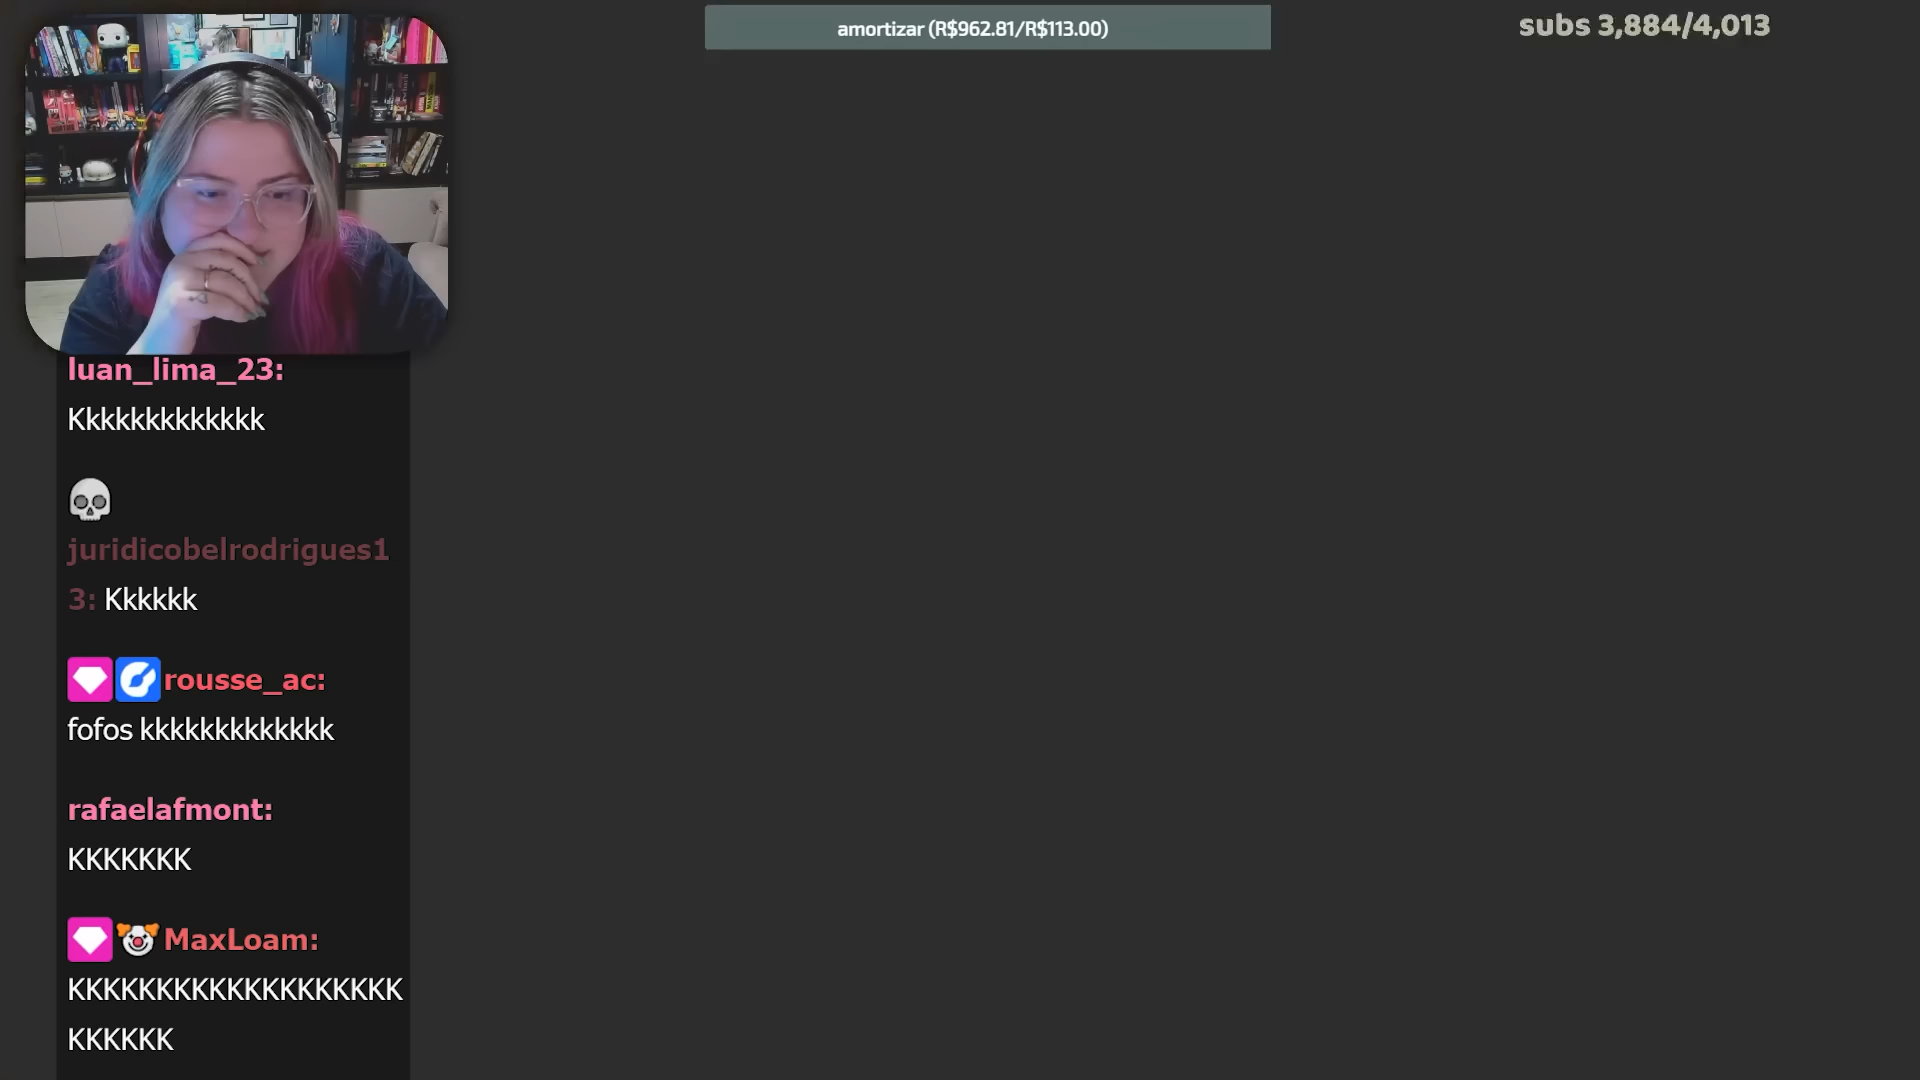 amortizar (R$962.81/R$113.00)
subs 3,884/4,013
luan_lima_23:
Kkkkkkkkkkkkk
juridicobelrodrigues1
3: Kkkkkk
rousse_ac:
fofos kkkkkkkkkkkkk
rafaelafmont:
KKKKKKK
MaxLoam:
KKKKKKKKKKKKKKKKKKK
KKKKKK